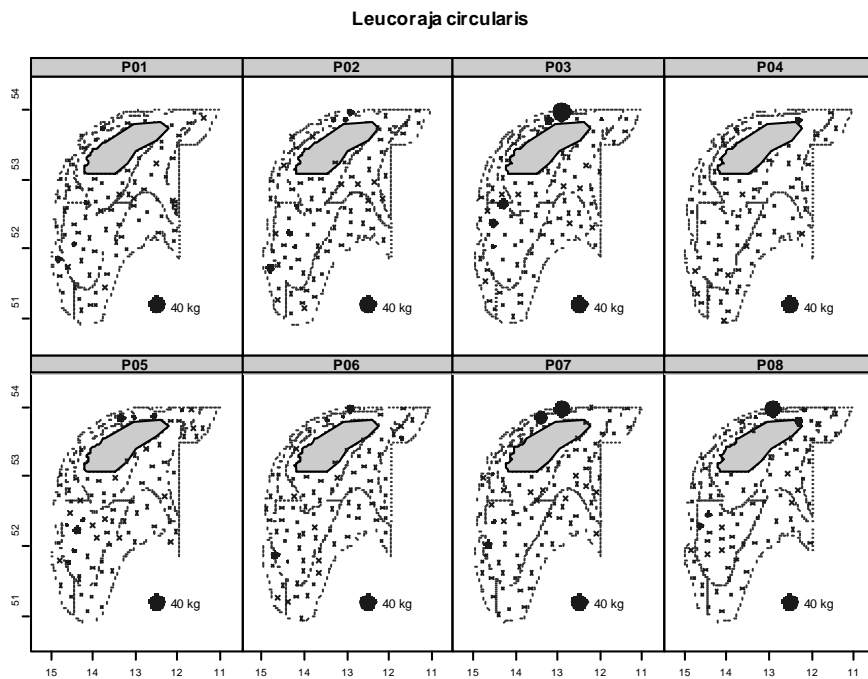 Leucoraja circularis
P01 P02 P03 P04
54
53
52
51
40 kg 40 kg 40 kg 40 kg
P05 P06 P07 P08
54
53
52
51
40 kg 40 kg 40 kg 40 kg
15 14 13 12 11 15 14 13 12 11 15 14 13 12 11 15 14 13 12 11